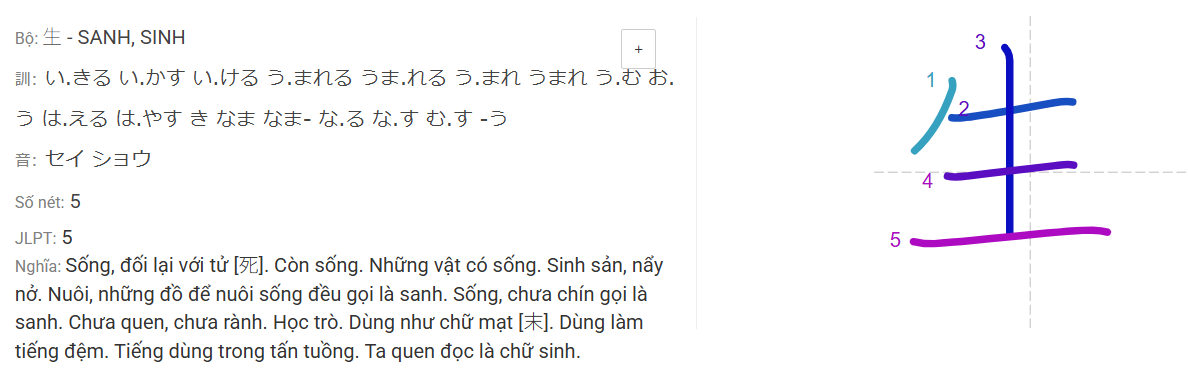 Bộ: 生 - SANH, SINH
+
訓: い.きる い.かす い.ける う.まれる うま.れる う.まれ うまれ う.む お.
う は.える は.やす き なま なま- な.る な.す む.す -う
音: セイ ショウ
Số nét: 5
JLPT: 5
Nghĩa: Sống, đối lại với tử [死]. Còn sống. Những vật có sống. Sinh sản, nẩy
nở. Nuôi, những đồ để nuôi sống đều gọi là sanh. Sống, chưa chín gọi là
sanh. Chưa quen, chưa rành. Học trò. Dùng như chữ mạt [末]. Dùng làm
tiếng đệm. Tiếng dùng trong tấn tuồng. Ta quen đọc là chữ sinh.
生
1
2
3
4
5